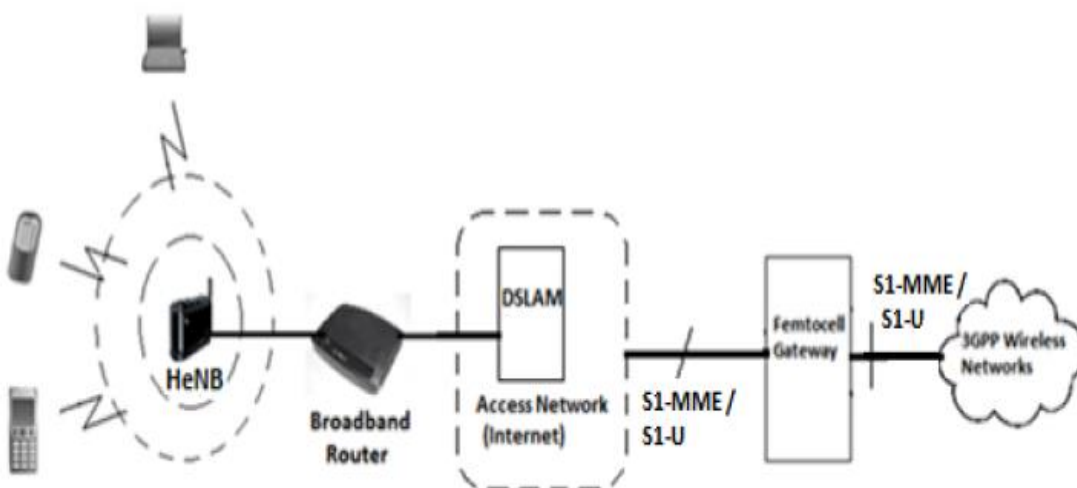 HeNB
Broadband
Router
DSLAM
Access Network
(Internet)
S1-MME /
S1-U
Femtocell
Gateway
S1-MME /
S1-U
3GPP Wireless
Networks